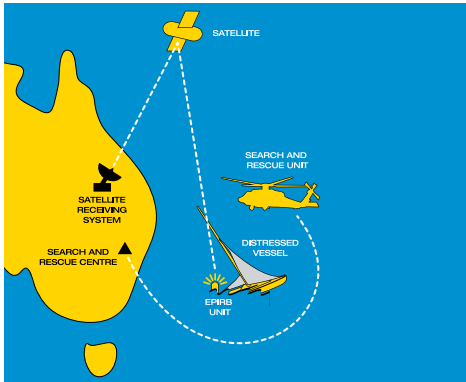 SATELLITE
SEARCH AND
RESCUE UNIT
SATELLITE
RECEIVING
SYSTEM
SEARCH AND
RESCUE CENTRE
DISTRESSED
VESSEL
EPIRB
UNIT